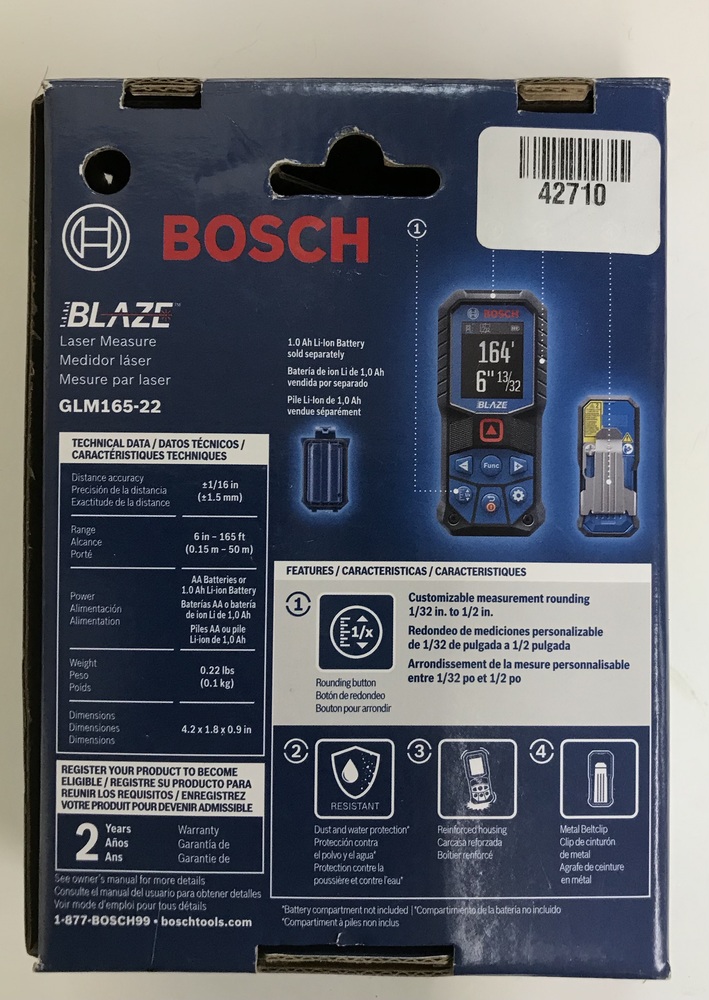 42710
BOSCH
BLAZE™
Laser Measure
Medidor láser
Mesure par laser
GLM165-22
1.0 Ah Li-Ion Battery
sold separately
Batería de ion Li de 1,0 Ah
vendida por separado
Pile Li-Ion de 1,0 Ah
vendue séparément
1
BOSCH
164'
6" 13/32
BLAZE
Func
TECHNICAL DATA / DATOS TÉCNICOS /
CARACTÉRISTIQUES TECHNIQUES
Distance accuracy
Precisión de la distancia
Exactitude de la distance
±1/16 in
(±1.5 mm)
Range
Alcance
Porté
6 in – 165 ft
(0.15 m – 50 m)
Power
Alimentación
Alimentation
AA Batteries or
1.0 Ah Li-Ion Battery
Baterías AA o batería
de ion Li de 1,0 Ah
Piles AA ou pile
Li-ion de 1,0 Ah
Weight
Peso
Poids
0.22 lbs
(0.1 kg)
Dimensions
Dimensiones
Dimensions
4.2 x 1.8 x 0.9 in
REGISTER YOUR PRODUCT TO BECOME
ELIGIBLE / REGISTRE SU PRODUCTO PARA
REUNIR LOS REQUISITOS / ENREGISTREZ
VOTRE PRODUIT POUR DEVENIR ADMISSIBLE
2
Years
Años
Ans
Warranty
Garantía de
Garantie de
See owner's manual for more details
Consulte el manual del usuario para obtener detalles
Voir mode d'emploi pour tous détails
1-877-BOSCH99 • boschtools.com
FEATURES / CARACTERISTICAS / CARACTÉRISTIQUES
1
1/x
Rounding button
Botón de redondeo
Bouton pour arrondir
Customizable measurement rounding
1/32 in. to 1/2 in.
Redondeo de mediciones personalizable
de 1/32 de pulgada a 1/2 pulgada
Arrondissement de la mesure personnalisable
entre 1/32 po et 1/2 po
2
RESISTANT
Dust and water protection*
Protección contra
el polvo y el agua*
Protection contre la
poussière et contre l'eau*
3
Reinforced housing
Carcasa reforzada
Boîtier renforcé
4
Metal Beltclip
Clip de cinturón
de metal
Agrafe de ceinture
en métal
*Battery compartment not included | *Compartimiento de la batería no incluido
*Compartiment à piles non inclus